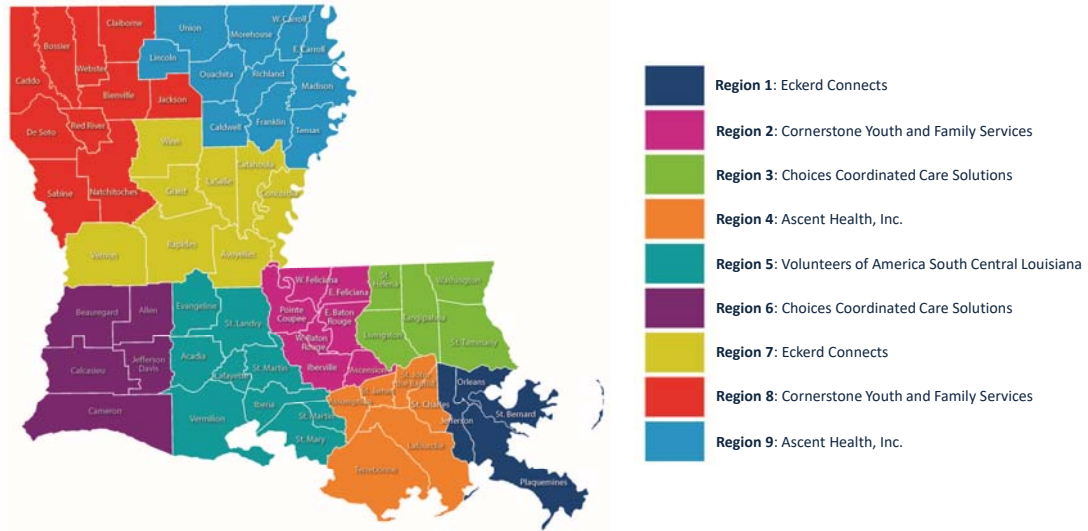 Claiborne
Union
W. Carroll
Morehouse
E. Carroll
Bossier
Webster
Lincoln
Ouachita
Richland
Madison
Caddo
Bienville
Jackson
Caldwell
Franklin
Tensas
De Soto
Red River
Winn
Catahoula
Sabine
Natchitoches
Grant
LaSalle
Concordia
Vernon
Rapides
Avoyelles
W. Feliciana
E. Feliciana
St.
Helena
Washington
Beauregard
Allen
Evangeline
St. Landry
Pointe
Coupee
E. Baton
Rouge
Livingston
Tangipahoa
St. Tammany
W. Baton
Rouge
Calcasieu
Jefferson
Davis
Acadia
Lafayette
St. Martin
Iberville
Ascension
St. John
the Baptist
St. James
Orleans
Cameron
Vermilion
Iberia
St. Martin
St. Mary
Assumption
St. Charles
Jefferson
St. Bernard
Lafourche
Terrebonne
Plaquemines
Region 1: Eckerd Connects
Region 2: Cornerstone Youth and Family Services
Region 3: Choices Coordinated Care Solutions
Region 4: Ascent Health, Inc.
Region 5: Volunteers of America South Central Louisiana
Region 6: Choices Coordinated Care Solutions
Region 7: Eckerd Connects
Region 8: Cornerstone Youth and Family Services
Region 9: Ascent Health, Inc.